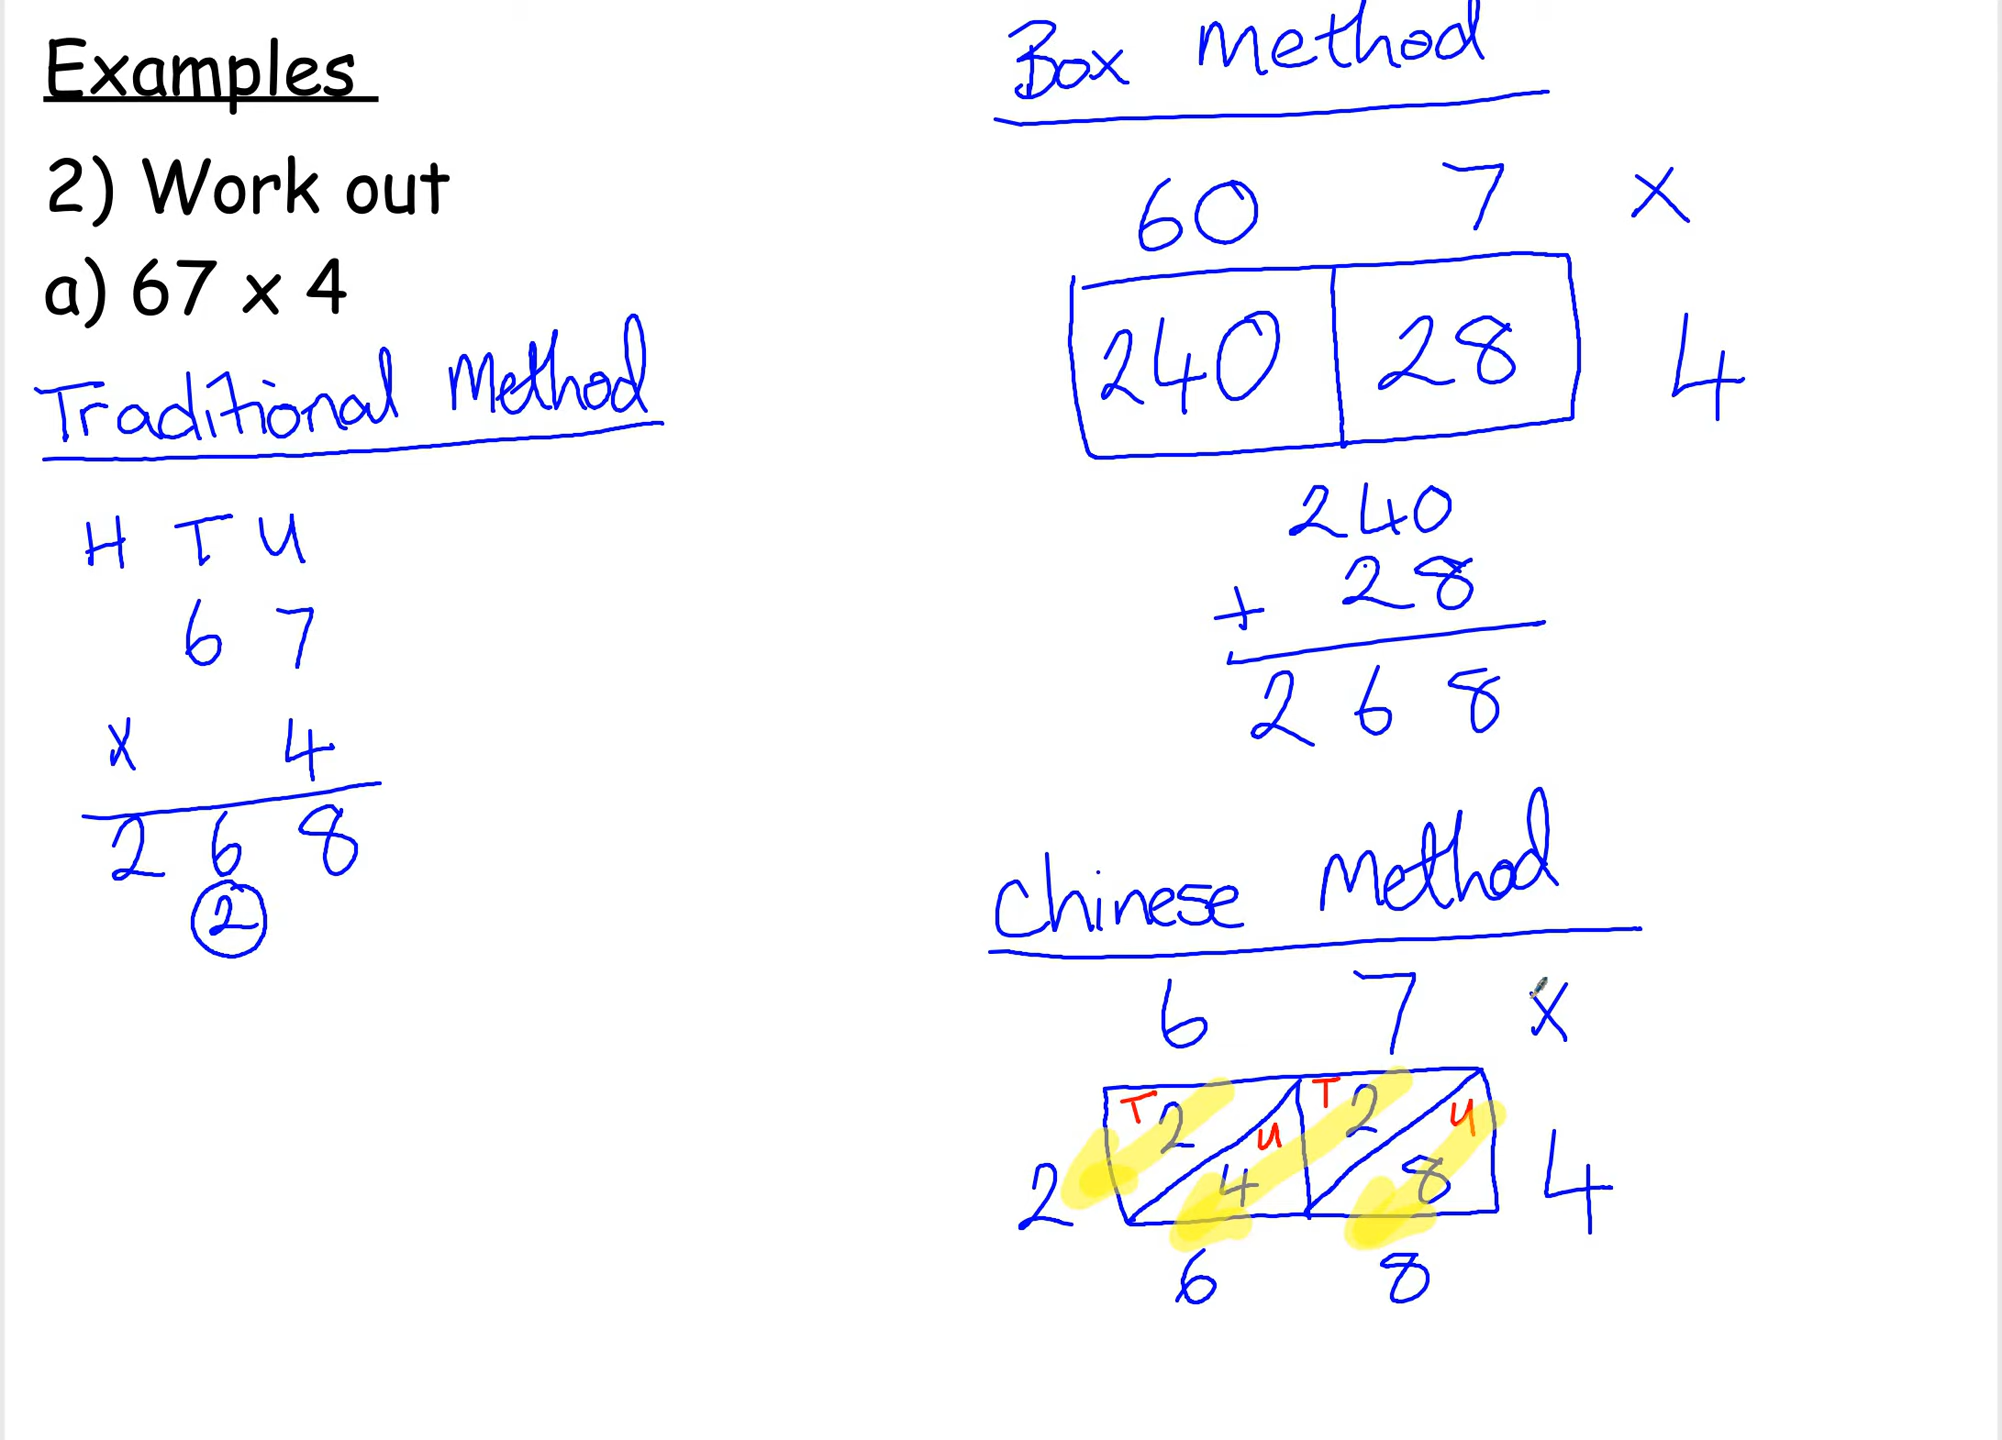 Examples
2) Work out
a) 67 x 4
Traditional Method
H T U
6 7
x 4
2 6 8
2
Box Method
60 7 x
240 28 4
240
+ 28
2 6 8
Chinese Method
6 7 x
T 2 U T 2 U
2 4 8 4
6 8